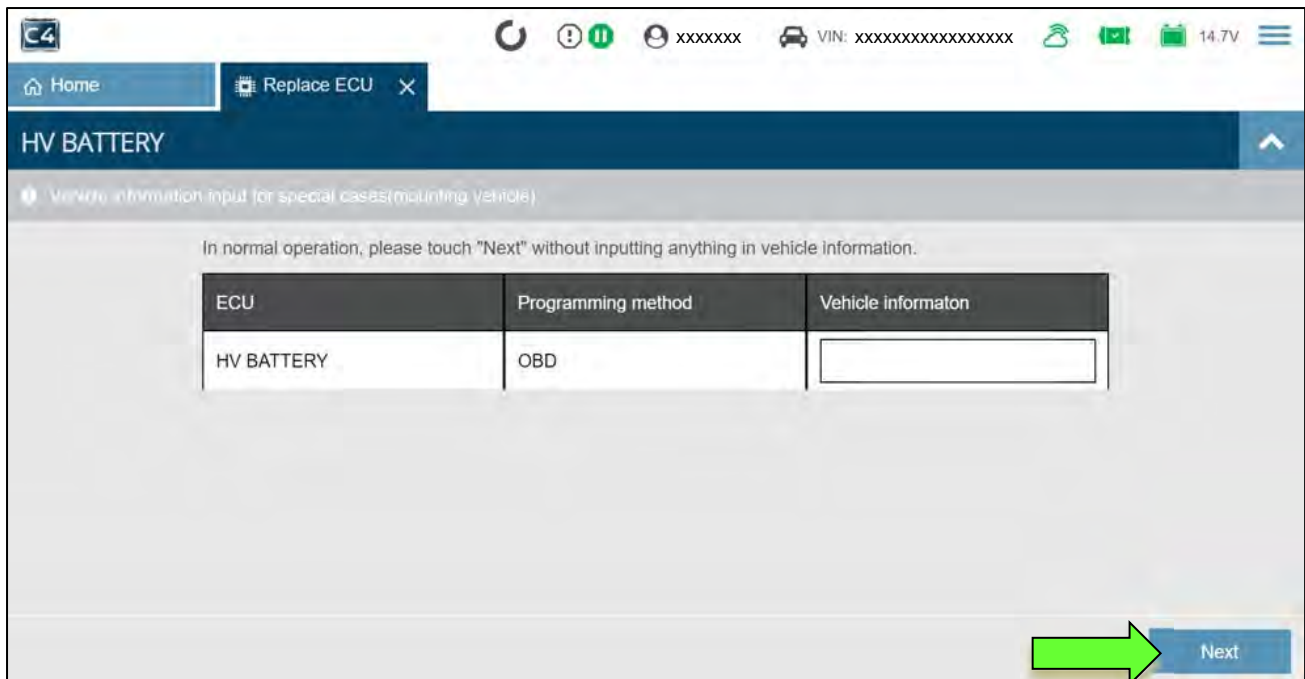 C4 xxxxxxx VIN: xxxxxxxxxxxxxxxxx 14.7V
Home Replace ECU
HV BATTERY
Vehicle information input for special cases(mounting vehicle)
In normal operation, please touch "Next" without inputting anything in vehicle information.
ECU Programming method Vehicle informaton
HV BATTERY OBD
Next